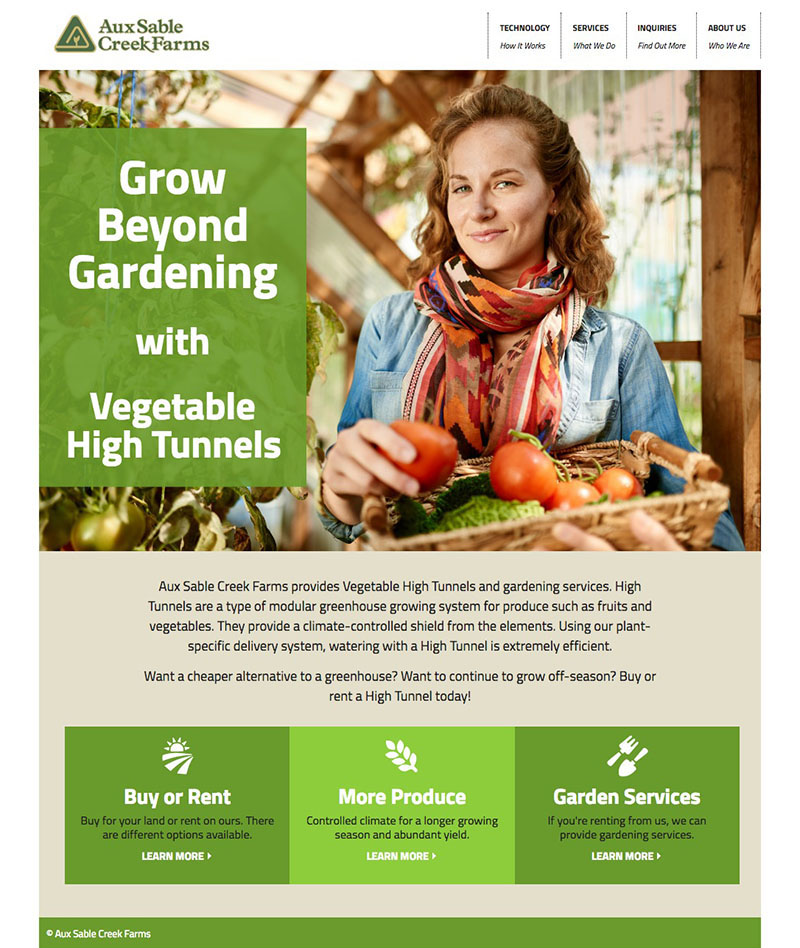 Aux Sable
Creek Farms
TECHNOLOGY
How It Works
SERVICES
What We Do
INQUIRIES
Find Out More
ABOUT US
Who We Are
Grow
Beyond
Gardening
with
Vegetable
High Tunnels
Aux Sable Creek Farms provides Vegetable High Tunnels and gardening services. High
Tunnels are a type of modular greenhouse growing system for produce such as fruits and
vegetables. They provide a climate-controlled shield from the elements. Using our plant-
specific delivery system, watering with a High Tunnel is extremely efficient.
Want a cheaper alternative to a greenhouse? Want to continue to grow off-season? Buy or
rent a High Tunnel today!
Buy or Rent
Buy for your land or rent on ours. There
are different options available.
LEARN MORE
More Produce
Controlled climate for a longer growing
season and abundant yield.
LEARN MORE
Garden Services
If you're renting from us, we can
provide gardening services.
LEARN MORE
© Aux Sable Creek Farms